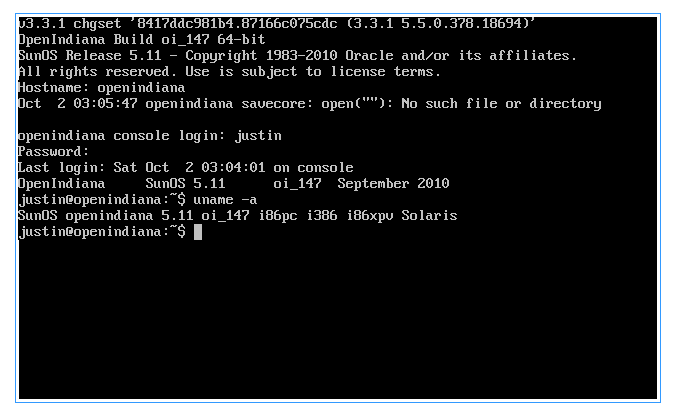 v3.3.1 chgset '8417ddc981b4.87166c075cdc (3.3.1 5.5.0.378.18694)'
OpenIndiana Build oi_147 64-bit
SunOS Release 5.11 - Copyright 1983-2010 Oracle and/or its affiliates.
All rights reserved. Use is subject to license terms.
Hostname: openindiana
Oct  2 03:05:47 openindiana savecore: open(""): No such file or directory
openindiana console login: justin
Password:
Last login: Sat Oct  2 03:04:01 on console
OpenIndiana     SunOS 5.11      oi_147  September 2010
justin@openindiana:~$ uname -a
SunOS openindiana 5.11 oi_147 i86pc i386 i86xpv Solaris
justin@openindiana:~$